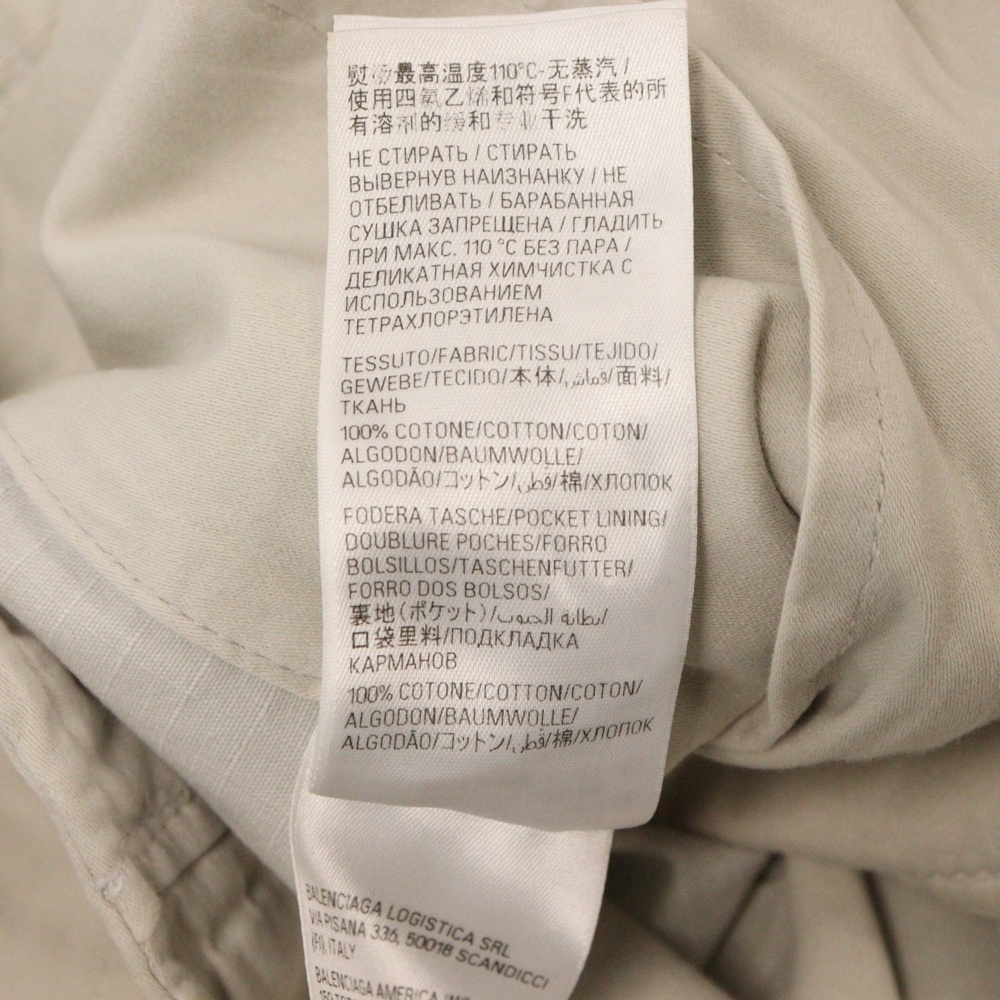 熨烫最高温度110°C-无蒸汽 /
使用四氯乙烯和符号F代表的所
有溶剂的缓和专业干洗
НЕ СТИРАТЬ / СТИРАТЬ
ВЫВЕРНУВ НАИЗНАНКУ / НЕ
ОТБЕЛИВАТЬ / БАРАБАННАЯ
СУШКА ЗАПРЕЩЕНА / ГЛАДИТЬ
ПРИ МАКС. 110 °C БЕЗ ПАРА /
ДЕЛИКАТНАЯ ХИМЧИСТКА С
ИСПОЛЬЗОВАНИЕМ
ТЕТРАХЛОРЭТИЛЕНА
TESSUTO/FABRIC/TISSU/TEJIDO/
GEWEBE/TECIDO/本体/قماش/面料/
ТКАНЬ
100% COTONE/COTTON/COTON/
ALGODON/BAUMWOLLE/
ALGODÃO/コットン/قطن/棉/ХЛОПОК
FODERA TASCHE/POCKET LINING/
DOUBLURE POCHES/FORRO
BOLSILLOS/TASCHENFUTTER/
FORRO DOS BOLSOS/
裏地(ポケット)/بطانة الجيوب/
口袋里料/ПОДКЛАДКА
КАРМАНОВ
100% COTONE/COTTON/COTON/
ALGODON/BAUMWOLLE/
ALGODÃO/コットン/قطن/棉/ХЛОПОК
BALENCIAGA LOGISTICA SRL
VIA PISANA 336, 50018 SCANDICCI
(FI), ITALY
BALENCIAGA AMERICA INC